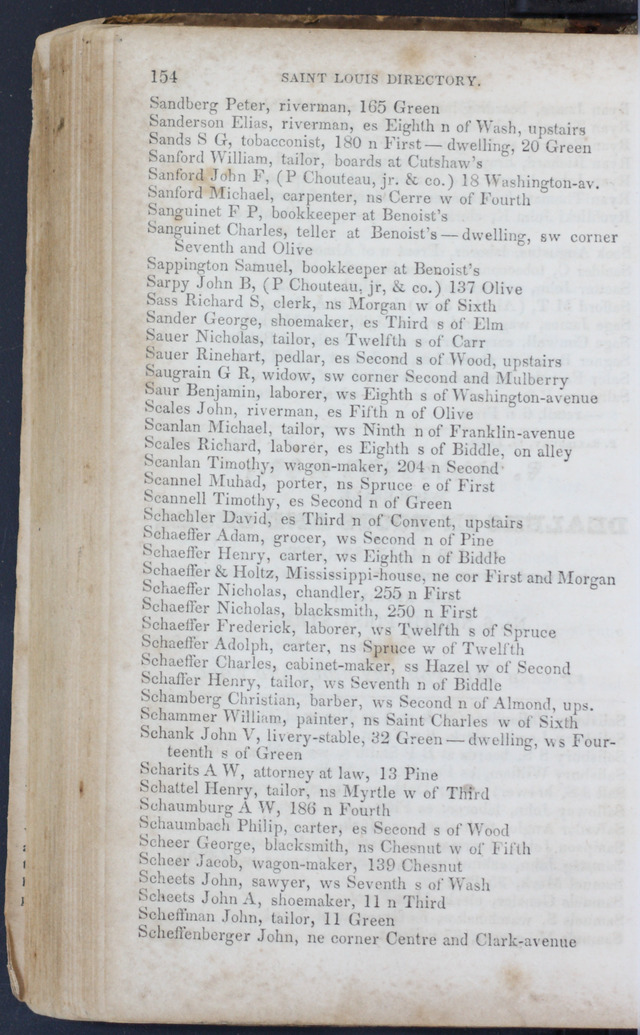 154 SAINT LOUIS DIRECTORY.
Sandberg Peter, riverman, 165 Green
Sanderson Elias, riverman, es Eighth n of Wash, upstairs
Sands S G, tobacconist, 180 n First — dwelling, 20 Green
Sanford William, tailor, boards at Cutshaw's
Sanford John F, (P Chouteau, jr. & co.) 18 Washington-av.
Sanford Michael, carpenter, ns Cerre w of Fourth
Sanguinet F P, bookkeeper at Benoist's
Sanguinet Charles, teller at Benoist's — dwelling, sw corner
Seventh and Olive
Sappington Samuel, bookkeeper at Benoist's
Sarpy John B, (P Chouteau, jr, & co.) 137 Olive
Sass Richard S, clerk, ns Morgan w of Sixth
Sander George, shoemaker, es Third s of Elm
Sauer Nicholas, tailor, es Twelfth s of Carr
Sauer Rinehart, pedlar, es Second s of Wood, upstairs
Saugrain G R, widow, sw corner Second and Mulberry
Saur Benjamin, laborer, ws Eighth s of Washington-avenue
Scales John, riverman, es Fifth n of Olive
Scanlan Michael, tailor, ws Ninth n of Franklin-avenue
Scales Richard, laborer, es Eighth s of Biddle, on alley
Scanlan Timothy, wagon-maker, 204 n Second
Scannel Muhad, porter, ns Spruce e of First
Scannell Timothy, es Second n of Green
Schachler David, es Third n of Convent, upstairs
Schaeffer Adam, grocer, ws Second n of Pine
Schaeffer Henry, carter, ws Eighth n of Biddle
Schaeffer & Holtz, Mississippi-house, ne cor First and Morgan
Schaeffer Nicholas, chandler, 255 n First
Schaeffer Nicholas, blacksmith, 250 n First
Schaeffer Frederick, laborer, ws Twelfth s of Spruce
Schaeffer Adolph, carter, ns Spruce w of Twelfth
Schaeffer Charles, cabinet-maker, ss Hazel w of Second
Schaffer Henry, tailor, ws Seventh n of Biddle
Schamberg Christian, barber, ws Second n of Almond, ups.
Schammer William, painter, ns Saint Charles w of Sixth
Schank John V, livery-stable, 32 Green — dwelling, ws Four-
teenth s of Green
Scharits A W, attorney at law, 13 Pine
Schattel Henry, tailor, ns Myrtle w of Third
Schaumburg A W, 186 n Fourth
Schaumbach Philip, carter, es Second s of Wood
Scheer George, blacksmith, ns Chesnut w of Fifth
Scheer Jacob, wagon-maker, 139 Chesnut
Scheets John, sawyer, ws Seventh s of Wash
Scheets John A, shoemaker, 11 n Third
Scheffman John, tailor, 11 Green
Scheffenberger John, ne corner Centre and Clark-avenue